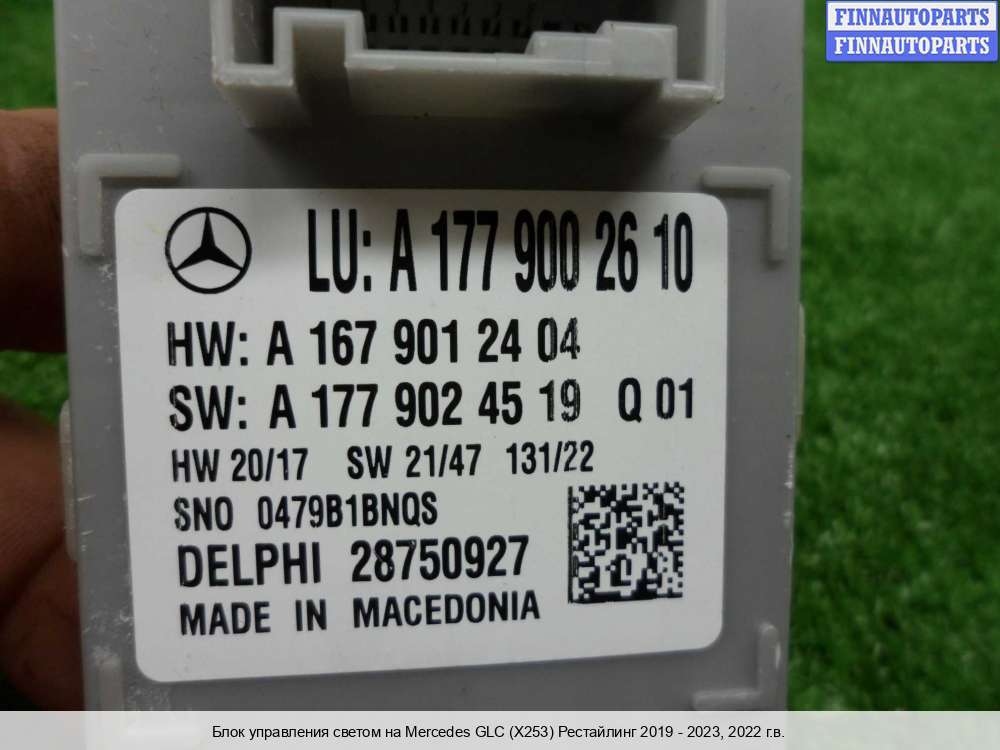 FINNAUTOPARTS
FINNAUTOPARTS
LU: A 177 900 26 10
HW: A 167 901 24 04
SW: A 177 902 45 19 Q 01
HW 20/17 SW 21/47 131/22
SNO 0479B1BNQS
DELPHI 28750927
MADE IN MACEDONIA
Блок управления светом на Mercedes GLC (X253) Рестайлинг 2019 - 2023, 2022 г.в.